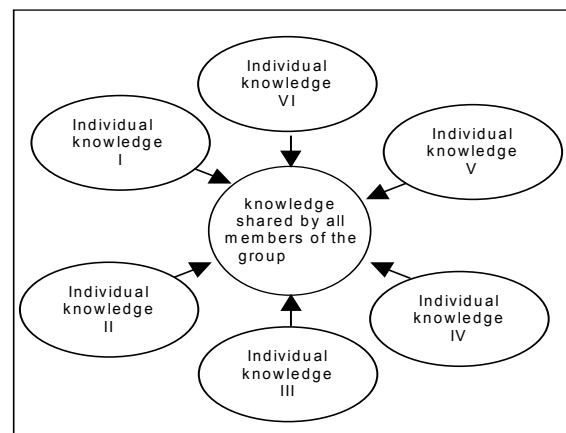 Individual
knowledge
VI
Individual
knowledge
I
Individual
knowledge
V
knowledge
shared by all
members of the
group
Individual
knowledge
II
Individual
knowledge
IV
Individual
knowledge
III